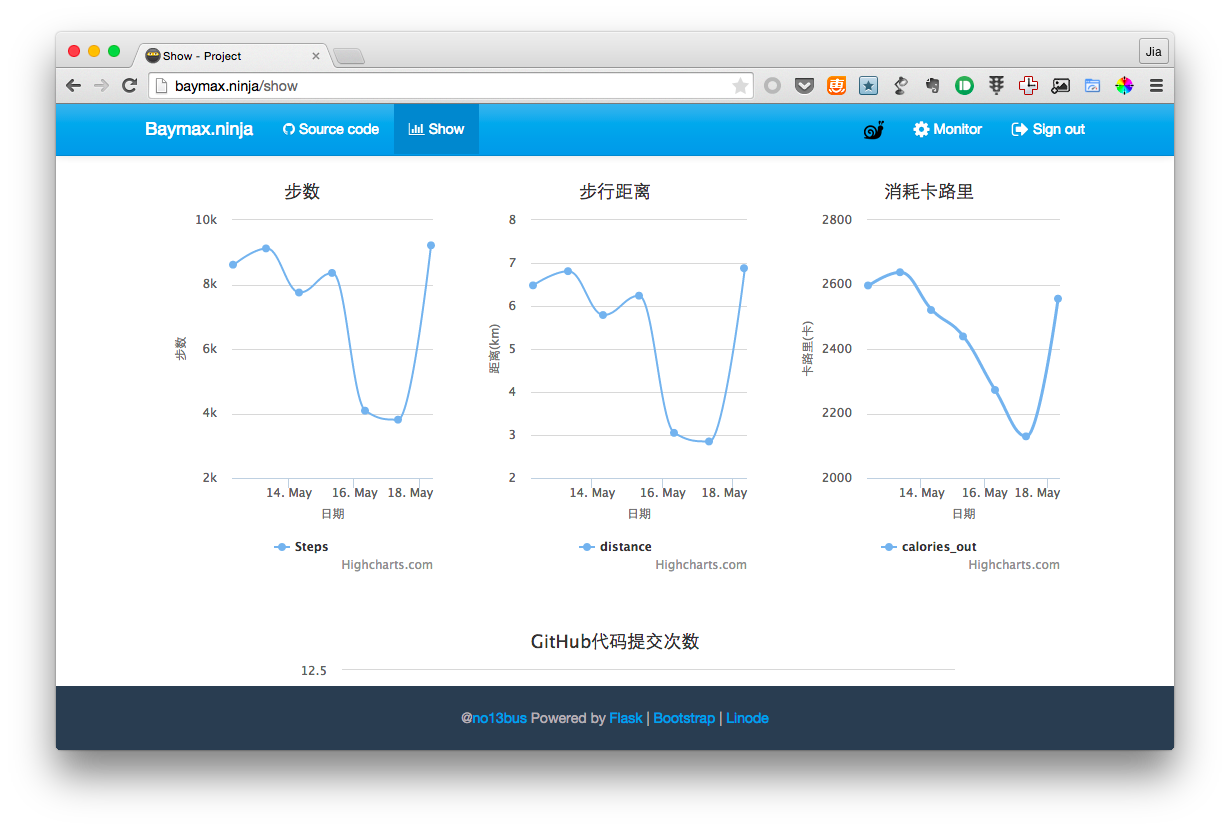 Show - Project
Jia
baymax.ninja/show
Baymax.ninja
Source code
Show
Monitor
Sign out
步数
10k
8k
6k
4k
2k
步数
14. May
16. May
18. May
日期
Steps
Highcharts.com
步行距离
8
7
6
5
4
3
2
距离(km)
14. May
16. May
18. May
日期
distance
Highcharts.com
消耗卡路里
2800
2600
2400
2200
2000
卡路里(卡)
14. May
16. May
18. May
日期
calories_out
Highcharts.com
GitHub代码提交次数
12.5
@no13bus Powered by Flask | Bootstrap | Linode